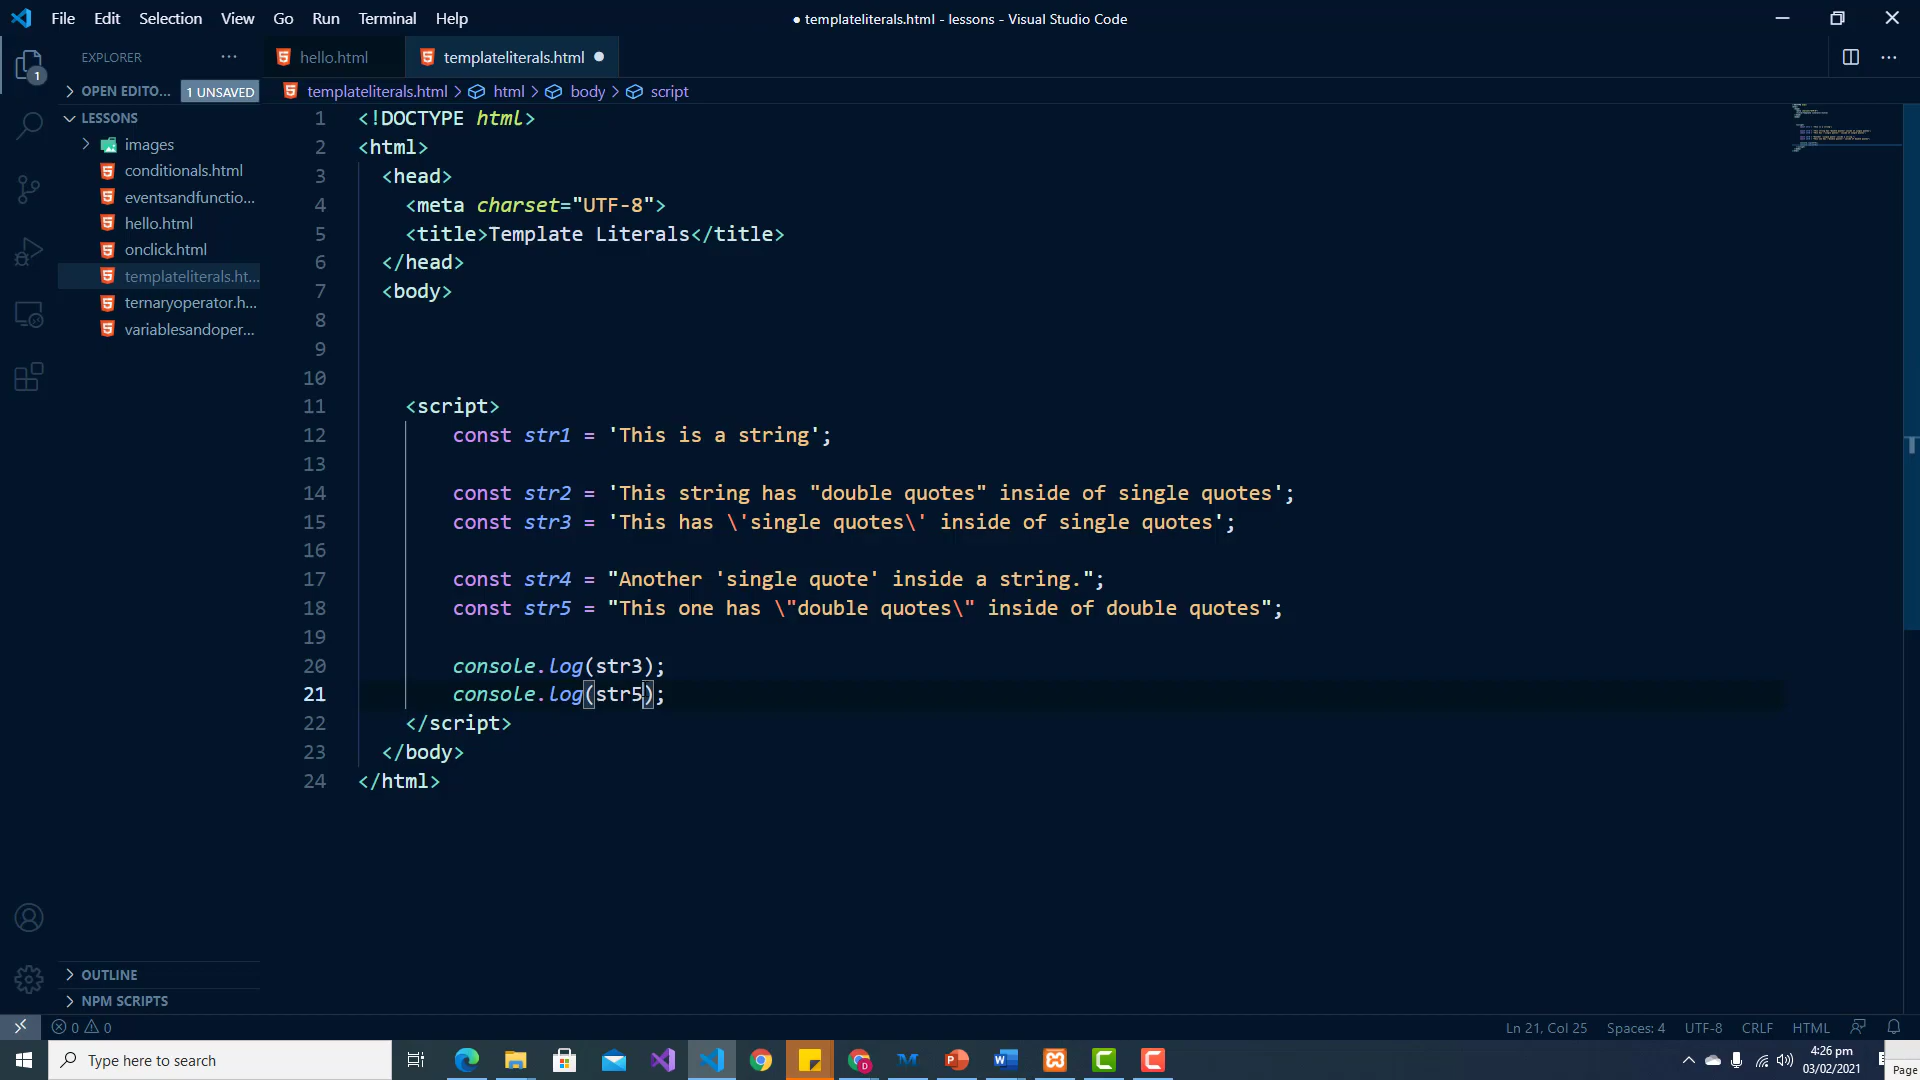 File Edit Selection View Go Run Terminal Help
● templateliterals.html - lessons - Visual Studio Code
EXPLORER
hello.html
templateliterals.html
1
OPEN EDITO... 1 UNSAVED
templateliterals.html > html > body > script
LESSONS
images
conditionals.html
eventsandfunctio...
hello.html
onclick.html
templateliterals.ht...
ternaryoperator.h...
variablesandoper...
1 <!DOCTYPE html>
2 <html>
3 <head>
4 <meta charset="UTF-8">
5 <title>Template Literals</title>
6 </head>
7 <body>
8
9
10
11 <script>
12 const str1 = 'This is a string';
13
14 const str2 = 'This string has "double quotes" inside of single quotes';
15 const str3 = 'This has \'single quotes\' inside of single quotes';
16
17 const str4 = "Another 'single quote' inside a string.";
18 const str5 = "This one has \"double quotes\" inside of double quotes";
19
20 console.log(str3);
21 console.log(str5);
22 </script>
23 </body>
24 </html>
OUTLINE
NPM SCRIPTS
0 0
Ln 21, Col 25 Spaces: 4 UTF-8 CRLF HTML
Type here to search
4:26 pm
03/02/2021
Page